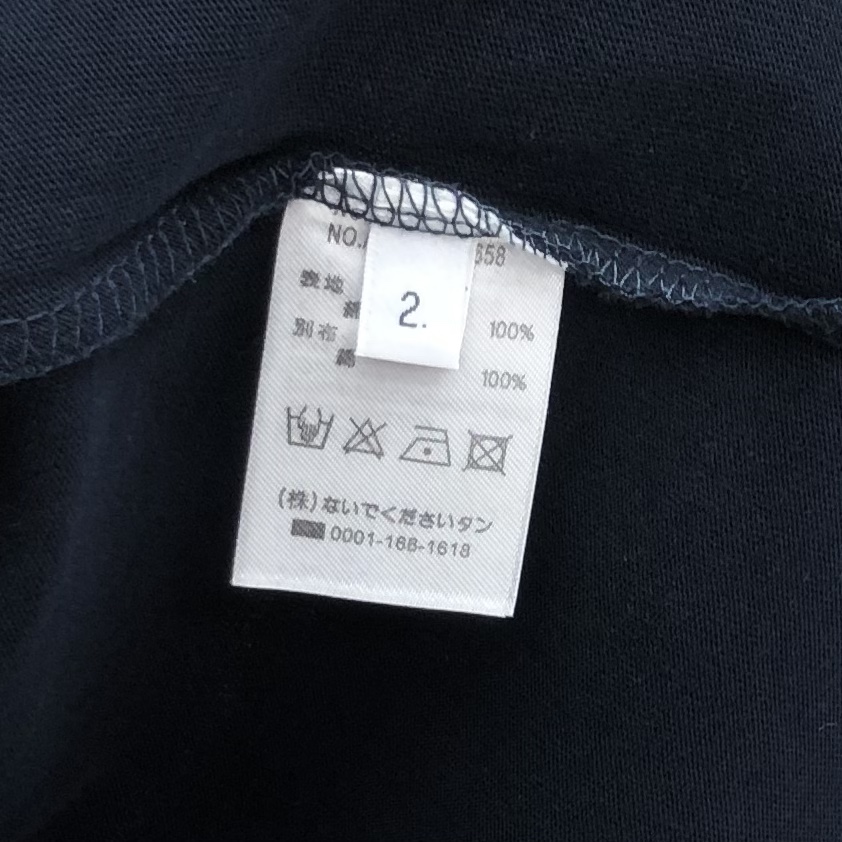 NO. 658
2.
表地
綿 100%
別布
綿 100%
(株)ないでくださいタン
0001-168-1618